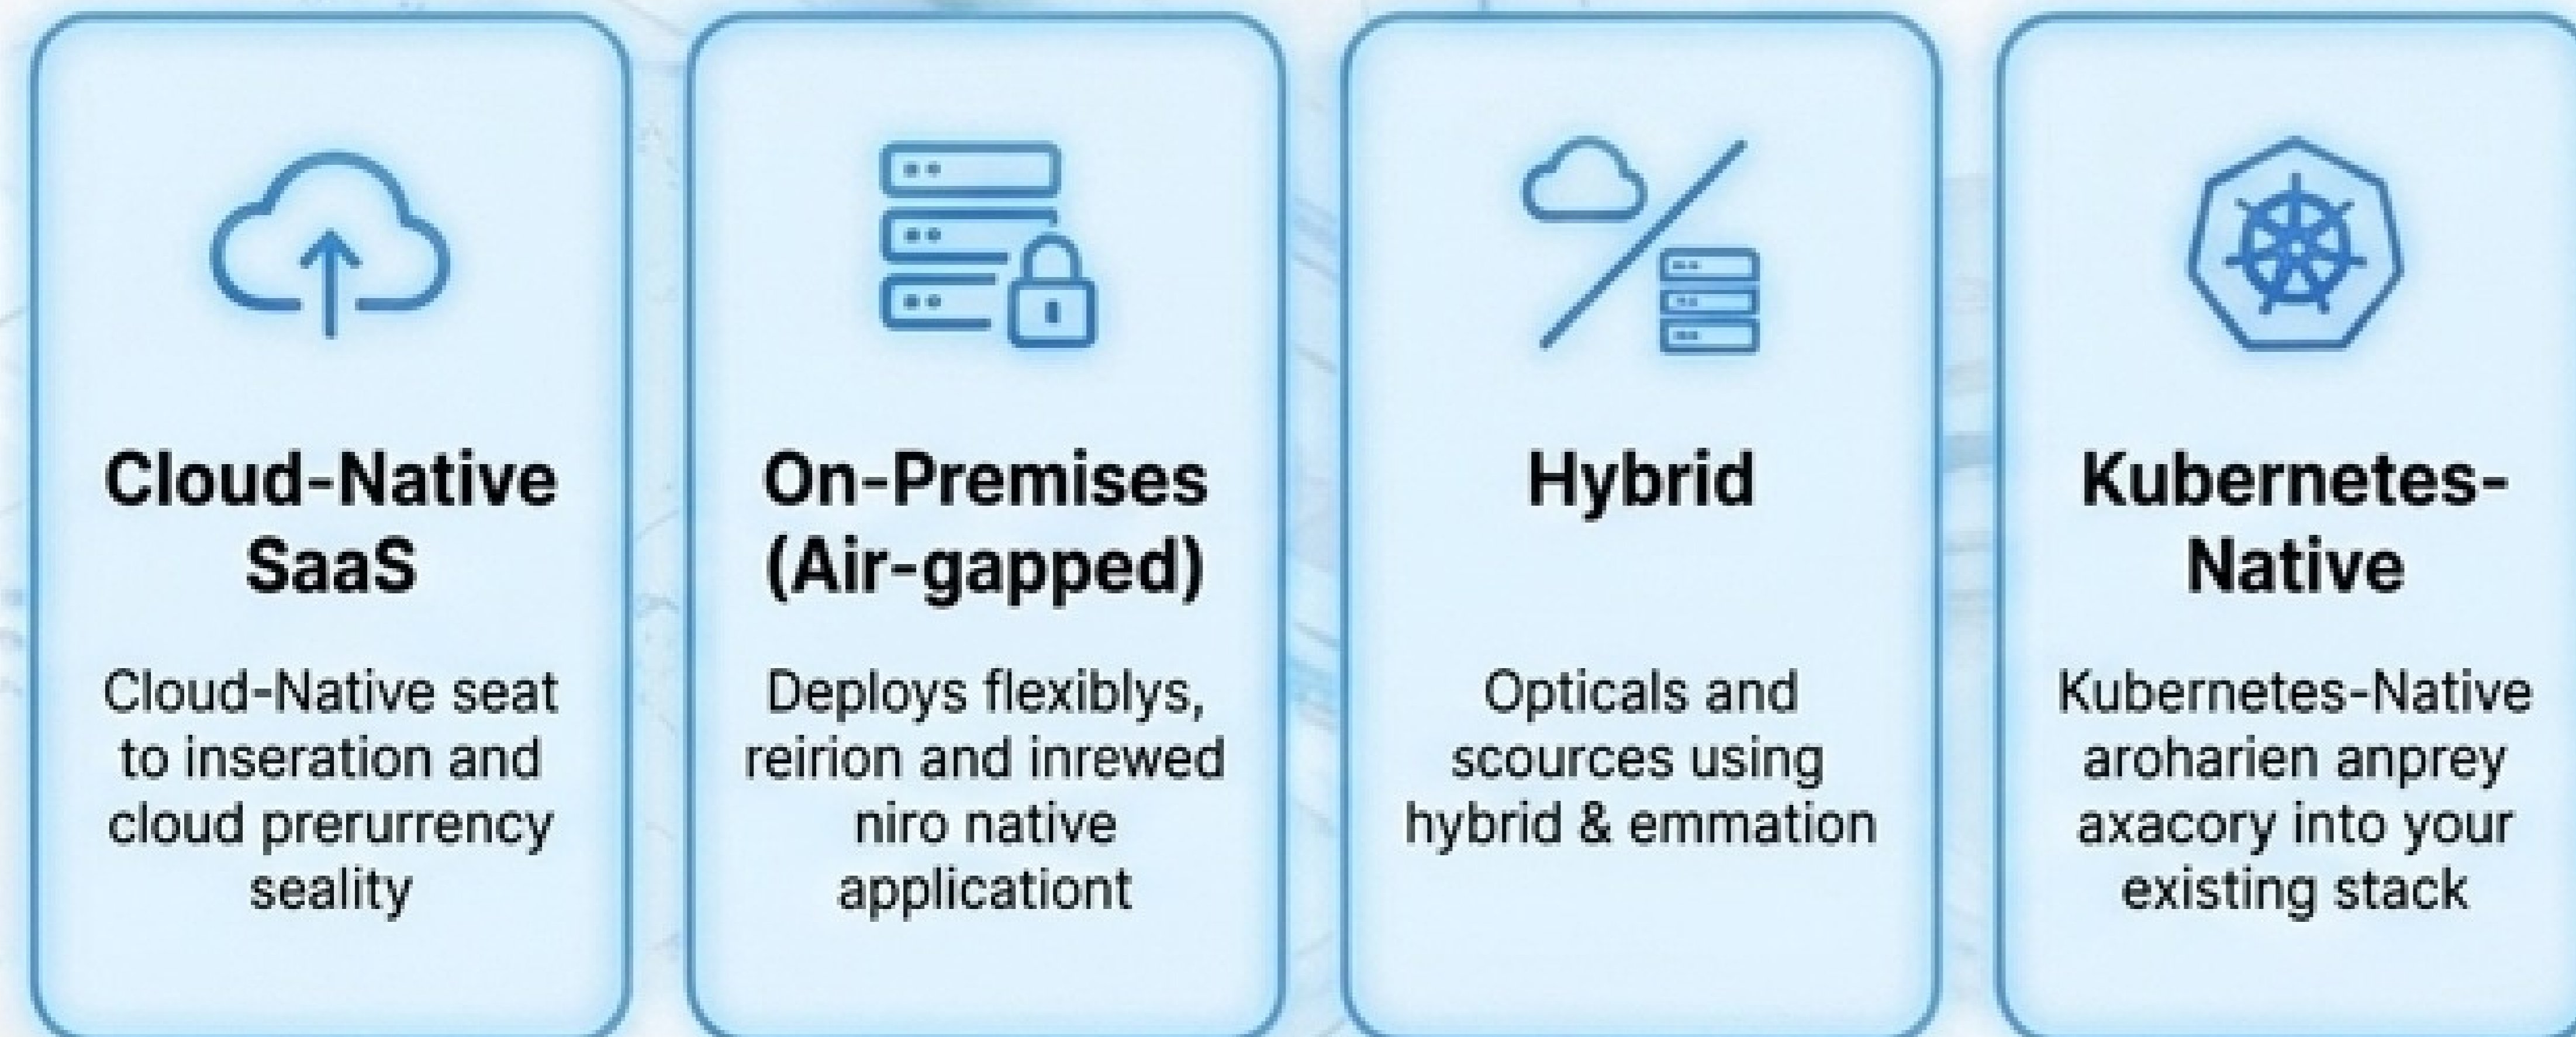 Cloud-Native
SaaS
Cloud-Native seat
to inseration and
cloud prerurrency
seality
On-Premises
(Air-gapped)
Deploys flexiblys,
reirion and inrewed
niro native
applicationt
Hybrid
Opticals and
scources using
hybrid & emmation
Kubernetes-
Native
Kubernetes-Native
aroharien anprey
axacory into your
existing stack